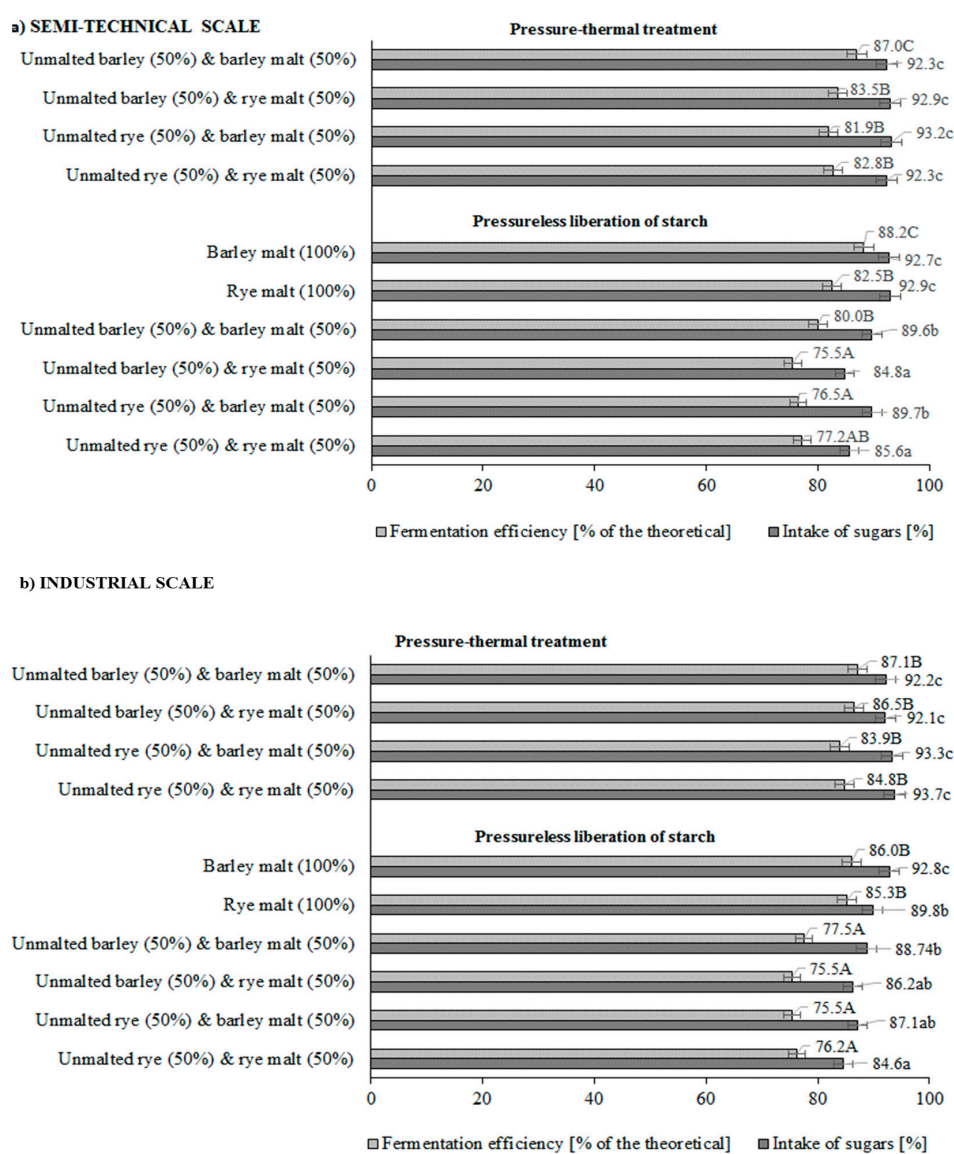 a) SEMI-TECHNICAL SCALE
Pressure-thermal treatment
Unmalted barley (50%) & barley malt (50%)
87.0C
92.3c
Unmalted barley (50%) & rye malt (50%)
83.5B
92.9c
Unmalted rye (50%) & barley malt (50%)
81.9B
93.2c
Unmalted rye (50%) & rye malt (50%)
82.8B
92.3c
Pressureless liberation of starch
Barley malt (100%)
88.2C
92.7c
Rye malt (100%)
82.5B
92.9c
Unmalted barley (50%) & barley malt (50%)
80.0B
89.6b
Unmalted barley (50%) & rye malt (50%)
75.5A
84.8a
Unmalted rye (50%) & barley malt (50%)
76.5A
89.7b
Unmalted rye (50%) & rye malt (50%)
77.2AB
85.6a
0 20 40 60 80 100
Fermentation efficiency [% of the theoretical] Intake of sugars [%]
b) INDUSTRIAL SCALE
Pressure-thermal treatment
Unmalted barley (50%) & barley malt (50%)
87.1B
92.2c
Unmalted barley (50%) & rye malt (50%)
86.5B
92.1c
Unmalted rye (50%) & barley malt (50%)
83.9B
93.3c
Unmalted rye (50%) & rye malt (50%)
84.8B
93.7c
Pressureless liberation of starch
Barley malt (100%)
86.0B
92.8c
Rye malt (100%)
85.3B
89.8b
Unmalted barley (50%) & barley malt (50%)
77.5A
88.74b
Unmalted barley (50%) & rye malt (50%)
75.5A
86.2ab
Unmalted rye (50%) & barley malt (50%)
75.5A
87.1ab
Unmalted rye (50%) & rye malt (50%)
76.2A
84.6a
0 20 40 60 80 100
Fermentation efficiency [% of the theoretical] Intake of sugars [%]